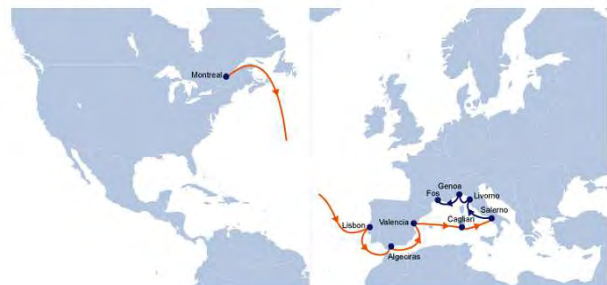 Montreal
Genoa
Fos
Livorno
Salerno
Lisbon
Valencia
Cagliari
Algeciras